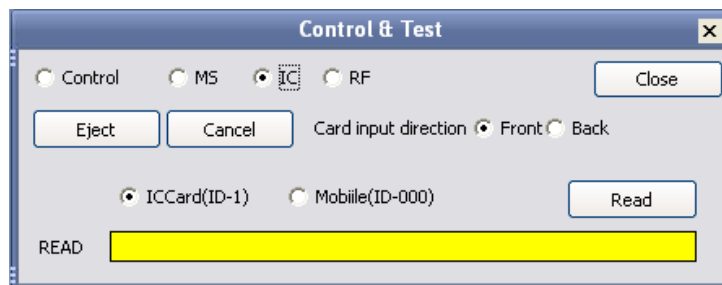 Control & Test
Control MS IC RF Close
Eject Cancel Card input direction Front Back
ICCard(ID-1) Mobiile(ID-000) Read
READ